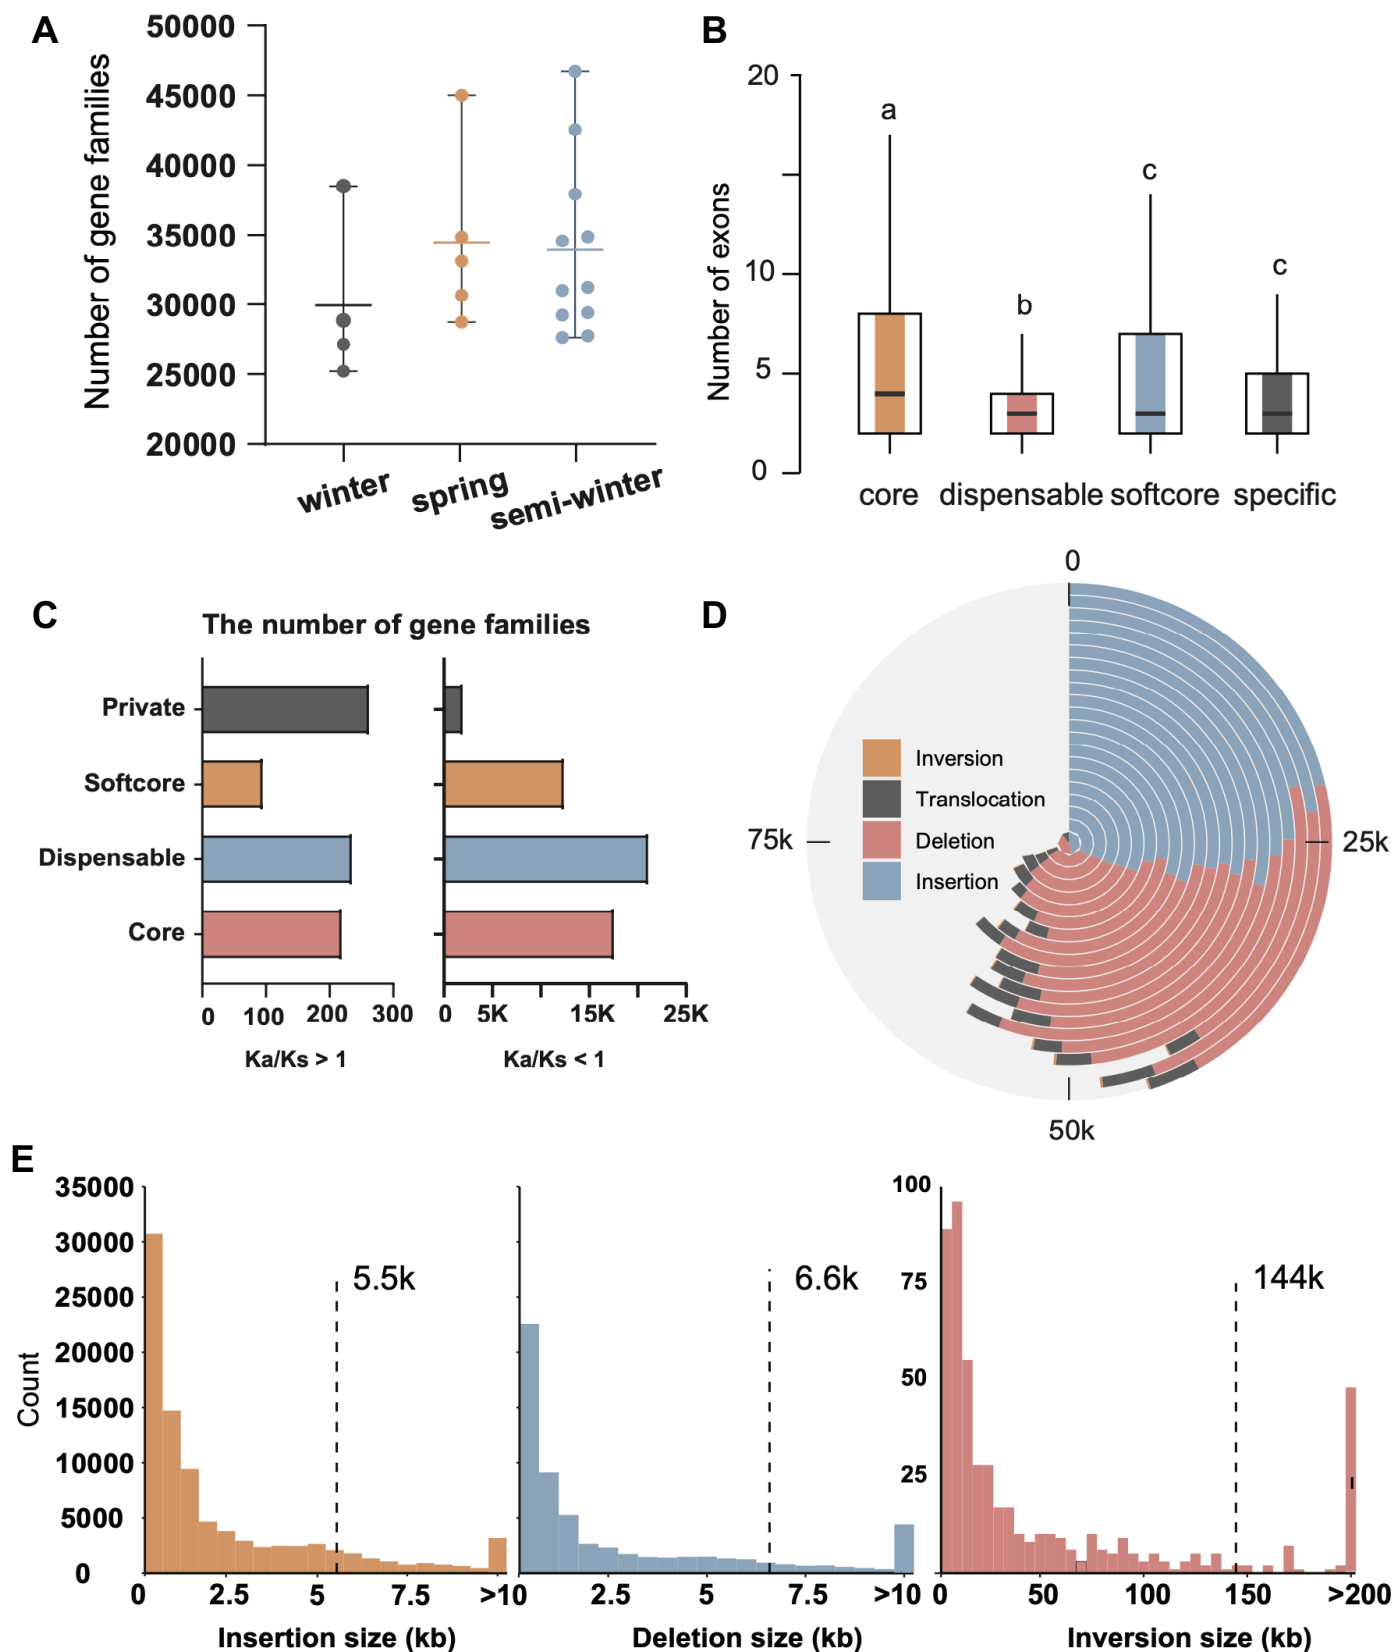 A
50000
45000
40000
35000
30000
25000
20000
Number of gene families
winter
spring
semi-winter
B
20
10
5
0
Number of exons
a
b
c
c
core
dispensable
softcore
specific
C
The number of gene families
Private
Softcore
Dispensable
Core
0
100
200
300
0
5K
15K
25K
Ka/Ks > 1
Ka/Ks < 1
D
0
25k
50k
75k
Inversion
Translocation
Deletion
Insertion
E
35000
30000
25000
20000
15000
10000
5000
0
Count
5.5k
0
2.5
5
7.5
>10
Insertion size (kb)
6.6k
2.5
5
7.5
>10
Deletion size (kb)
100
75
50
25
144k
0
50
100
150
>200
Inversion size (kb)